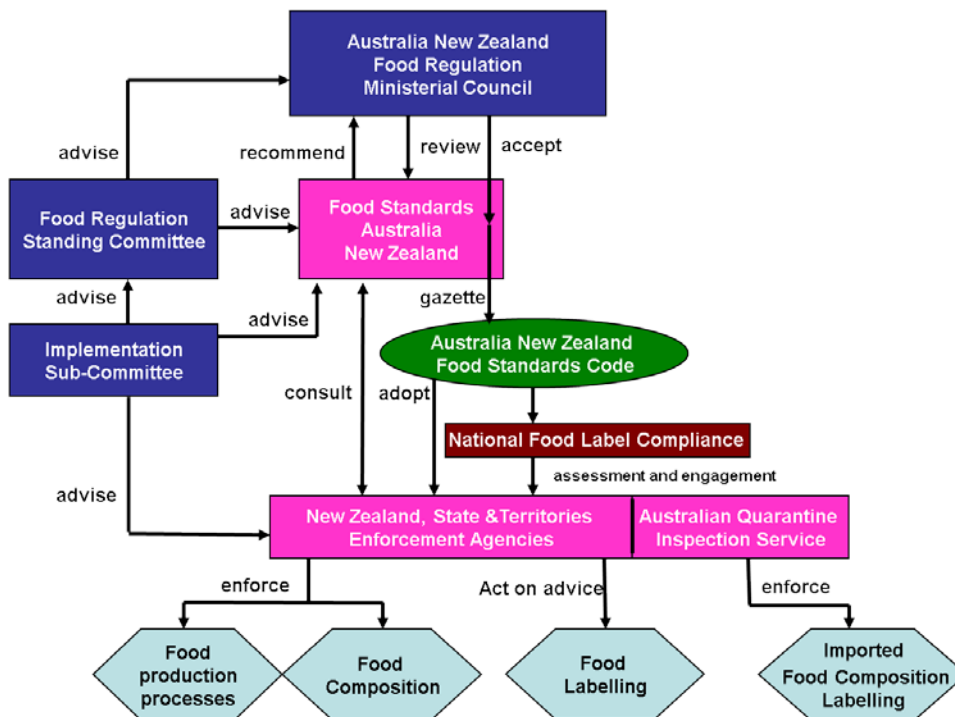 Australia New Zealand
Food Regulation
Ministerial Council
advise
recommend
review
accept
Food Regulation
Standing Committee
advise
Food Standards
Australia
New Zealand
advise
advise
gazette
Implementation
Sub-Committee
Australia New Zealand
Food Standards Code
consult
adopt
National Food Label Compliance
assessment and engagement
advise
New Zealand, State &Territories
Enforcement Agencies
Australian Quarantine
Inspection Service
enforce
Act on advice
enforce
Food
production
processes
Food
Composition
Food
Labelling
Imported
Food Composition
Labelling